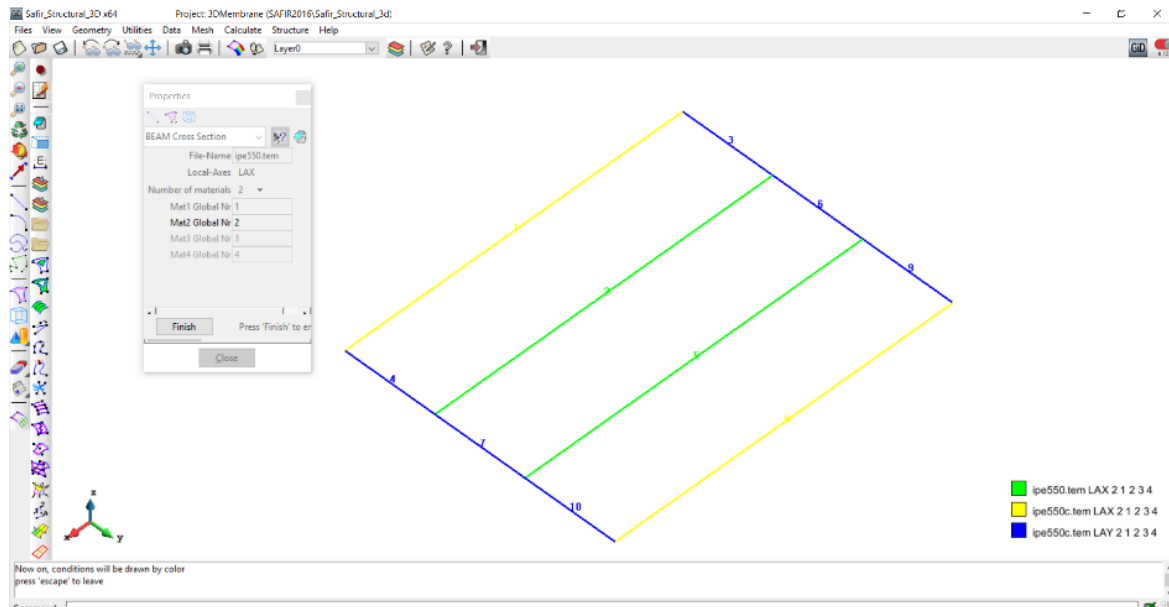 Safir_Structural_3D x64 Project: 3DMembrane (SAFIR2016\Safir_Structural_3d)
Files View Geometry Utilities Data Mesh Calculate Structure Help
Layer0
GiD
Properties
BEAM Cross Section
File-Name ipe550.tem
Local-Axes LAX
Number of materials 2
Mat1 Global Nr 1
Mat2 Global Nr 2
Mat3 Global Nr 3
Mat4 Global Nr 4
Finish Press 'Finish' to er
Close
3
6
9
1
2
4
7
10
ipe550.tem LAX 2 1 2 3 4
ipe550c.tem LAX 2 1 2 3 4
ipe550c.tem LAY 2 1 2 3 4
z
x
y
Now on, conditions will be drawn by color
press 'escape' to leave